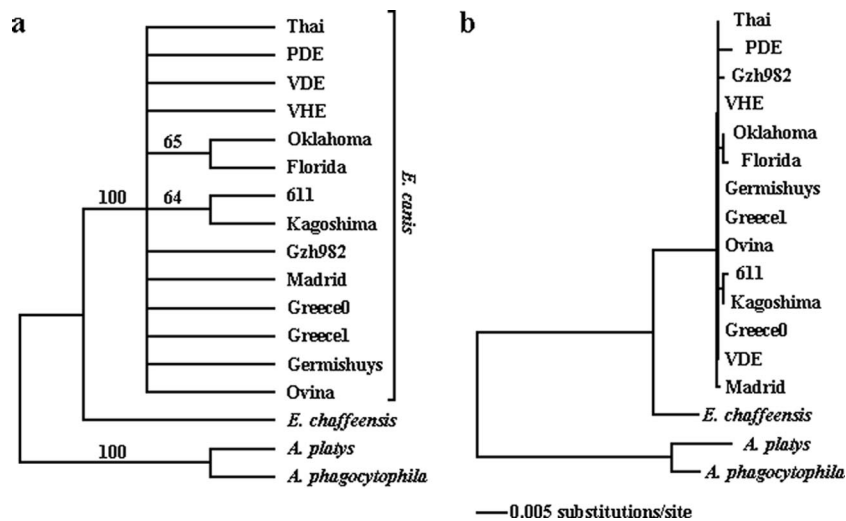 a
Thai
PDE
VDE
VHE
65
Oklahoma
Florida
100
64
611
Kagoshima
Gzh982
Madrid
Greece0
Greece1
Germishuys
Ovina
E. canis
E. chaffeensis
100
A. platys
A. phagocytophila
b
Thai
PDE
Gzh982
VHE
Oklahoma
Florida
Germishuys
Greece1
Ovina
611
Kagoshima
Greece0
VDE
Madrid
E. chaffeensis
A. platys
A. phagocytophila
0.005 substitutions/site